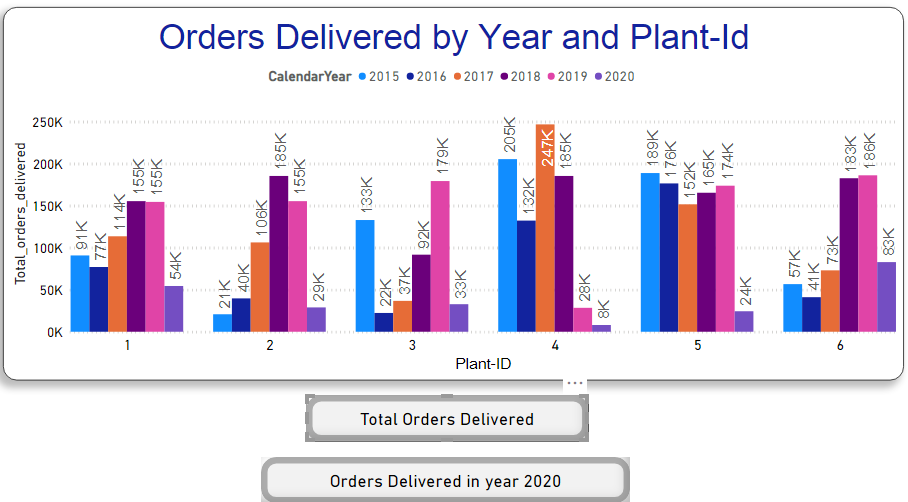 Orders Delivered by Year and Plant-Id
CalendarYear 2015 2016 2017 2018 2019 2020
Total_orders_delivered
250K
200K
150K
100K
50K
0K
91K 77K 114K 155K 155K 54K
21K 40K 106K 185K 155K 29K
133K 22K 37K 92K 179K 33K
205K 132K 247K 185K 28K 8K
189K 176K 152K 165K 174K 24K
57K 41K 73K 183K 186K 83K
1 2 3 4 5 6
Plant-ID
Total Orders Delivered
Orders Delivered in year 2020